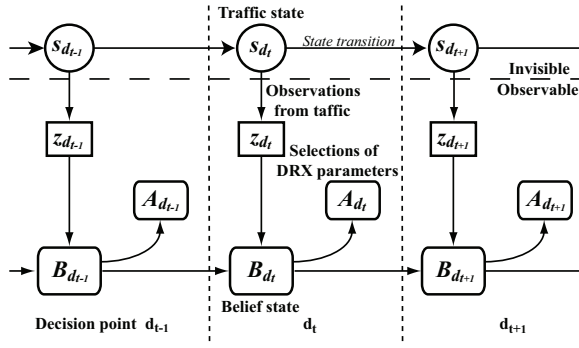 Traffic state
s_{d_{t-1}} s_{d_t} State transition s_{d_{t+1}}
Invisible
Observable
Observations
from taffic
z_{d_{t-1}} z_{d_t} z_{d_{t+1}}
Selections of
DRX parameters
A_{d_{t-1}} A_{d_t} A_{d_{t+1}}
B_{d_{t-1}} B_{d_t} B_{d_{t+1}}
Belief state
Decision point d_{t-1} d_t d_{t+1}